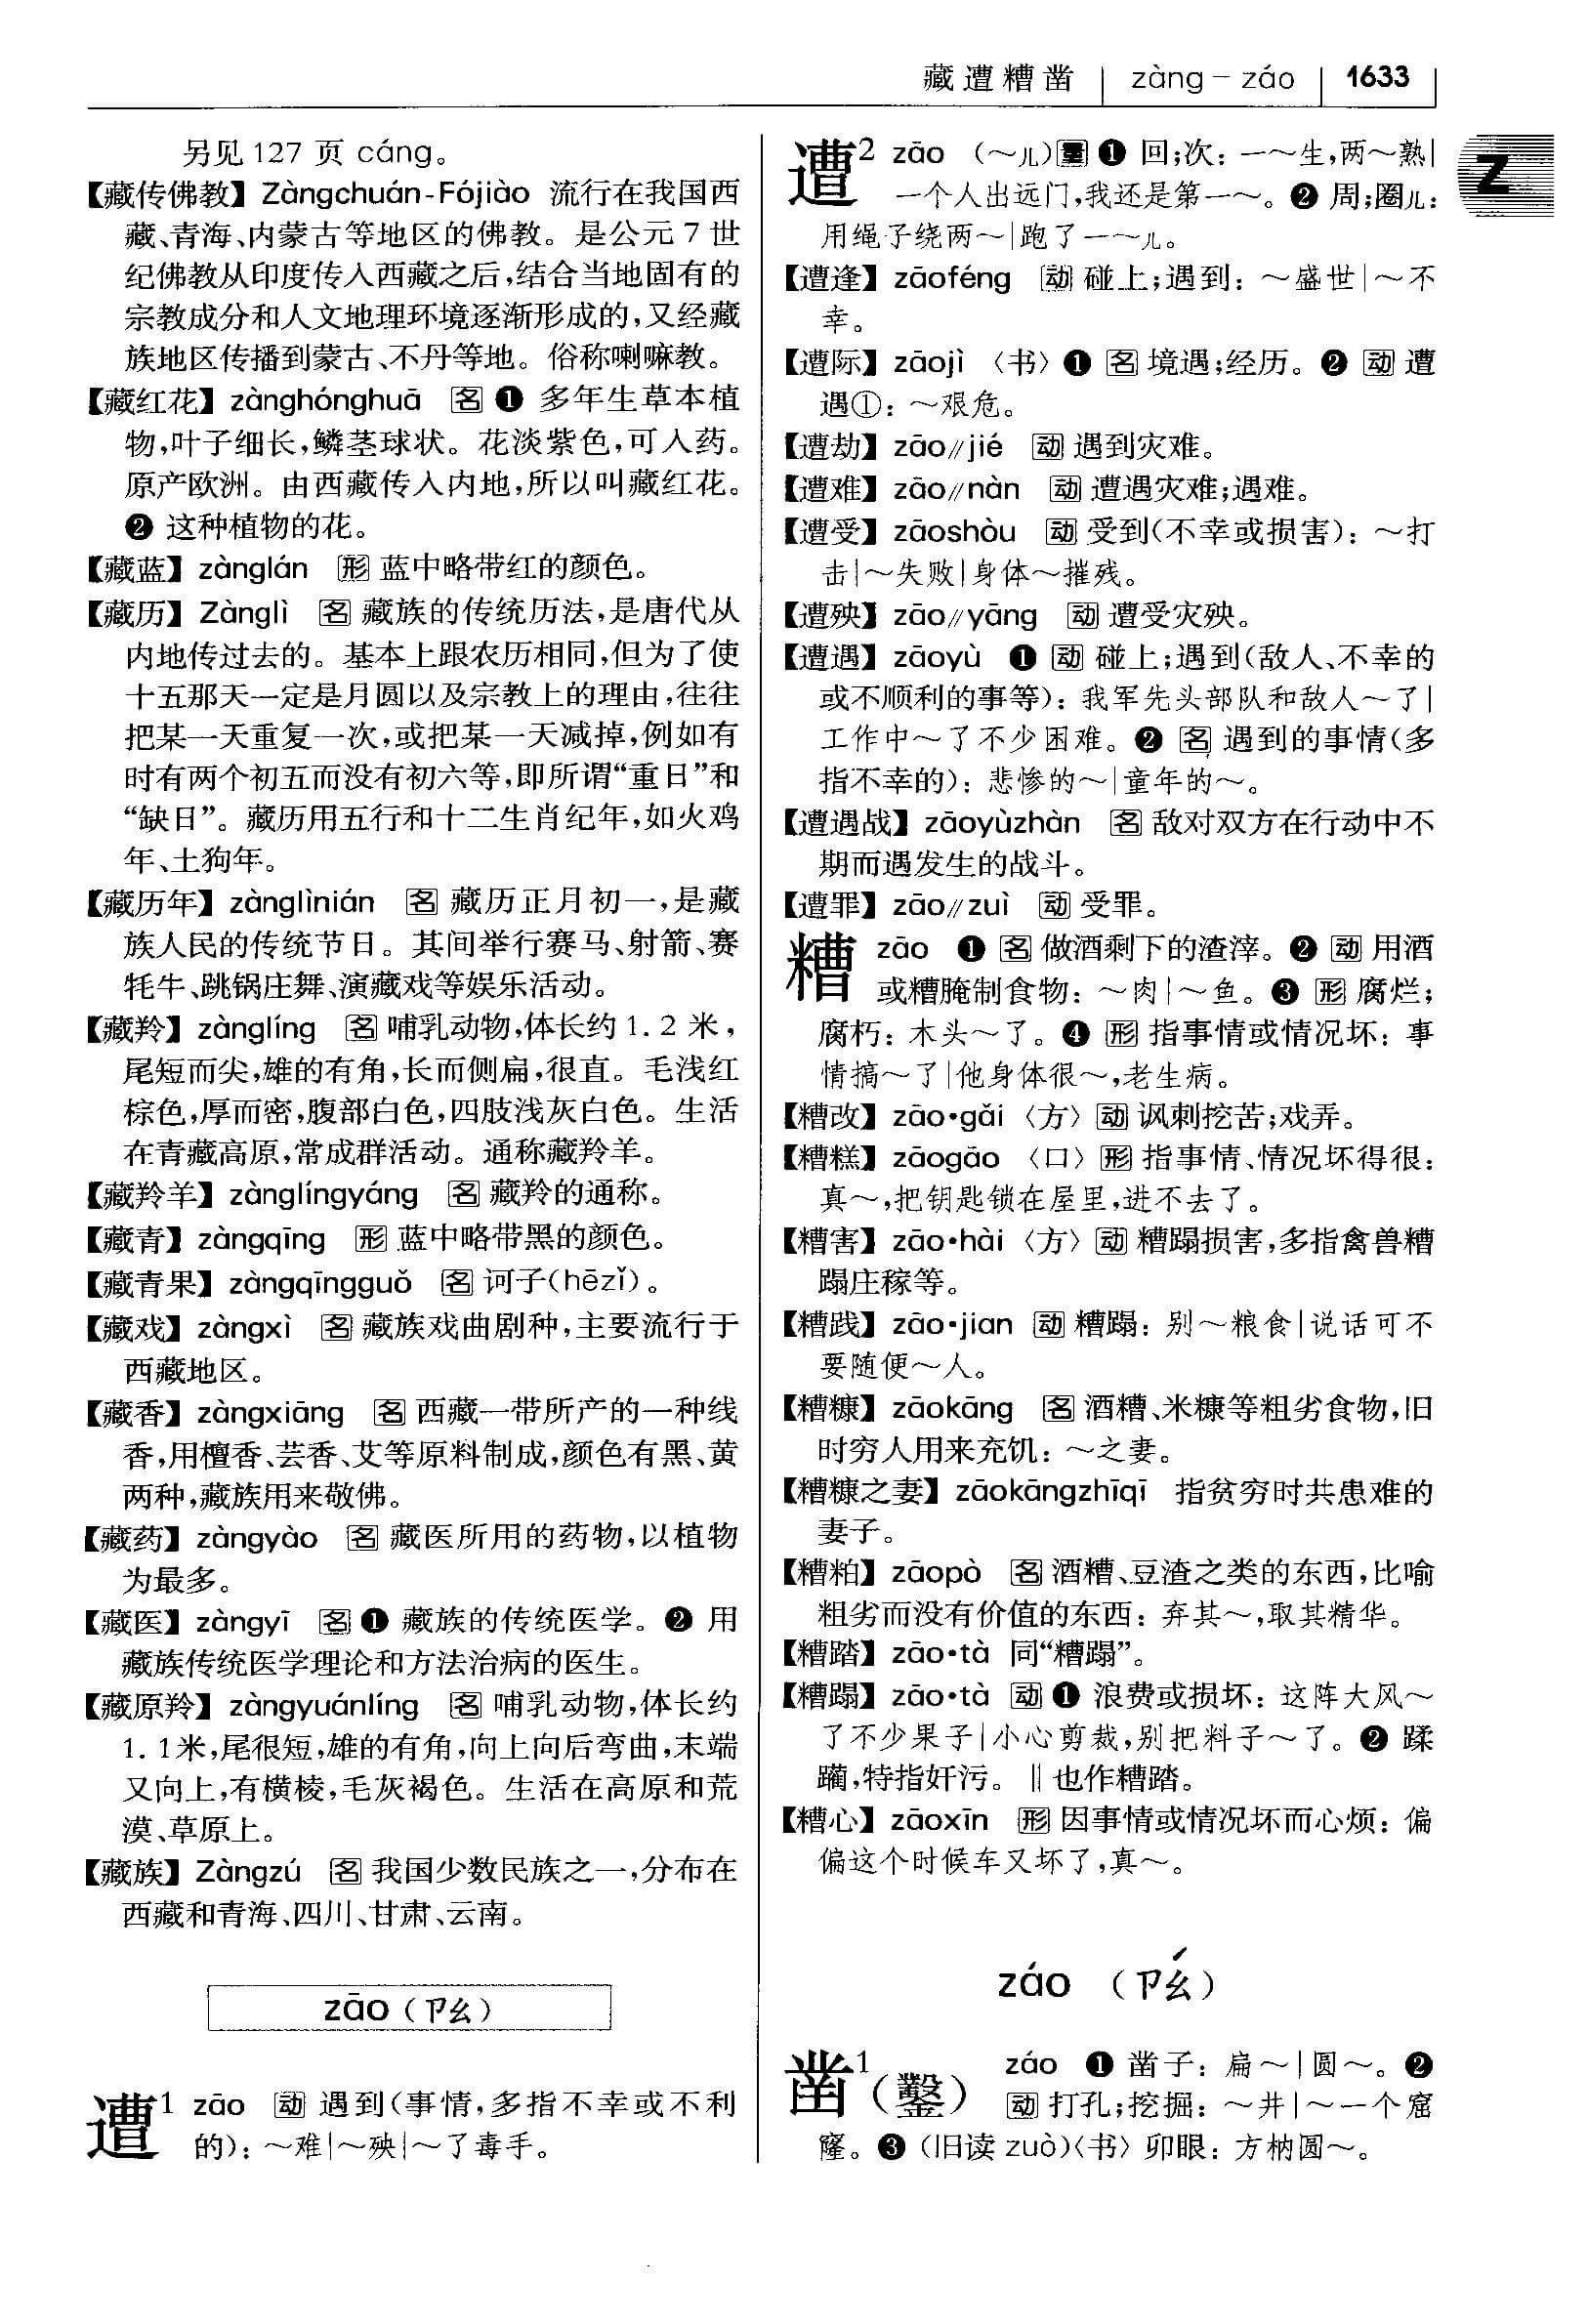 藏遭糟凿 zàng－záo 1633
Z
另见 127 页 cáng。
【藏传佛教】Zàngchuán-Fójiào 流行在我国西
藏、青海、内蒙古等地区的佛教。是公元 7 世
纪佛教从印度传入西藏之后,结合当地固有的
宗教成分和人文地理环境逐渐形成的,又经藏
族地区传播到蒙古、不丹等地。俗称喇嘛教。
【藏红花】zànghónghuā 名 ❶ 多年生草本植
物,叶子细长,鳞茎球状。花淡紫色,可入药。
原产欧洲。由西藏传入内地,所以叫藏红花。
❷ 这种植物的花。
【藏蓝】zànglán 形 蓝中略带红的颜色。
【藏历】Zànglì 名 藏族的传统历法,是唐代从
内地传过去的。基本上跟农历相同,但为了使
十五那天一定是月圆以及宗教上的理由,往往
把某一天重复一次,或把某一天减掉,例如有
时有两个初五而没有初六等,即所谓“重日”和
“缺日”。藏历用五行和十二生肖纪年,如火鸡
年、土狗年。
【藏历年】zànglìnián 名 藏历正月初一,是藏
族人民的传统节日。其间举行赛马、射箭、赛
牦牛、跳锅庄舞、演藏戏等娱乐活动。
【藏羚】zànglíng 名 哺乳动物,体长约 1.2 米,
尾短而尖,雄的有角,长而侧扁,很直。毛浅红
棕色,厚而密,腹部白色,四肢浅灰白色。生活
在青藏高原,常成群活动。通称藏羚羊。
【藏羚羊】zànglíngyáng 名 藏羚的通称。
【藏青】zàngqīng 形 蓝中略带黑的颜色。
【藏青果】zàngqīngguǒ 名 诃子(hēzǐ)。
【藏戏】zàngxì 名 藏族戏曲剧种,主要流行于
西藏地区。
【藏香】zàngxiāng 名 西藏一带所产的一种线
香,用檀香、芸香、艾等原料制成,颜色有黑、黄
两种,藏族用来敬佛。
【藏药】zàngyào 名 藏医所用的药物,以植物
为最多。
【藏医】zàngyī 名 ❶ 藏族的传统医学。❷ 用
藏族传统医学理论和方法治病的医生。
【藏原羚】zàngyuánlíng 名 哺乳动物,体长约
1.1米,尾很短,雄的有角,向上向后弯曲,末端
又向上,有横棱,毛灰褐色。生活在高原和荒
漠、草原上。
【藏族】Zàngzú 名 我国少数民族之一,分布在
西藏和青海、四川、甘肃、云南。
zāo (ㄗㄠ)
遭1 zāo 动 遇到(事情,多指不幸或不利
的):～难|～殃|～了毒手。
遭2 zāo (～儿)量 ❶ 回;次:一～生,两～熟|
一个人出远门,我还是第一～。❷ 周;圈儿:
用绳子绕两～|跑了一～儿。
【遭逢】zāoféng 动 碰上;遇到:～盛世|～不
幸。
【遭际】zāojì 〈书〉❶ 名 境遇;经历。❷ 动 遭
遇①:～艰危。
【遭劫】zāo//jié 动 遇到灾难。
【遭难】zāo//nàn 动 遭遇灾难;遇难。
【遭受】zāoshòu 动 受到(不幸或损害):～打
击|～失败|身体～摧残。
【遭殃】zāo//yāng 动 遭受灾殃。
【遭遇】zāoyù ❶ 动 碰上;遇到(敌人、不幸的
或不顺利的事等):我军先头部队和敌人～了|
工作中～了不少困难。❷ 名 遇到的事情(多
指不幸的):悲惨的～|童年的～。
【遭遇战】zāoyùzhàn 名 敌对双方在行动中不
期而遇发生的战斗。
【遭罪】zāo//zuì 动 受罪。
糟 zāo ❶ 名 做酒剩下的渣滓。❷ 动 用酒
或糟腌制食物:～肉|～鱼。❸ 形 腐烂;
腐朽:木头～了。❹ 形 指事情或情况坏:事
情搞～了|他身体很～,老生病。
【糟改】zāo•gǎi〈方〉动 讽刺挖苦;戏弄。
【糟糕】zāogāo 〈口〉形 指事情、情况坏得很:
真～,把钥匙锁在屋里,进不去了。
【糟害】zāo•hài〈方〉动 糟蹋损害,多指禽兽糟
蹋庄稼等。
【糟践】zāo•jian 动 糟蹋:别～粮食|说话可不
要随便～人。
【糟糠】zāokāng 名 酒糟、米糠等粗劣食物,旧
时穷人用来充饥:～之妻。
【糟糠之妻】zāokāngzhīqī 指贫穷时共患难的
妻子。
【糟粕】zāopò 名 酒糟、豆渣之类的东西,比喻
粗劣而没有价值的东西:弃其～,取其精华。
【糟踏】zāo•tà 同“糟蹋”。
【糟蹋】zāo•tà 动 ❶ 浪费或损坏:这阵大风～
了不少果子|小心剪裁,别把料子～了。❷ 蹂
躏,特指奸污。‖也作糟踏。
【糟心】zāoxīn 形 因事情或情况坏而心烦:偏
偏这个时候车又坏了,真～。
záo (ㄗㄠˊ)
凿1(鑿) záo ❶ 凿子:扁～|圆～。❷
动 打孔;挖掘:～井|～一个窟
窿。❸ (旧读 zuò)〈书〉卯眼:方枘圆～。